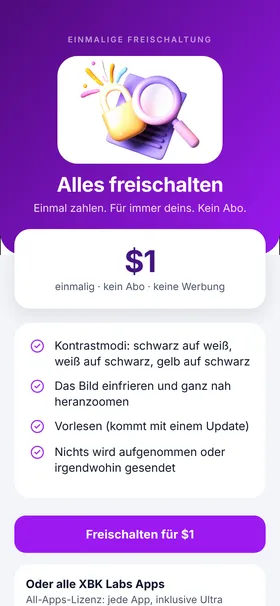 EINMALIGE FREISCHALTUNG
Alles freischalten
Einmal zahlen. Für immer deins. Kein Abo.
$1
einmalig · kein Abo · keine Werbung
Kontrastmodi: schwarz auf weiß,
weiß auf schwarz, gelb auf schwarz
Das Bild einfrieren und ganz nah
heranzoomen
Vorlesen (kommt mit einem Update)
Nichts wird aufgenommen oder
irgendwohin gesendet
Freischalten für $1
Oder alle XBK Labs Apps
All-Apps-Lizenz: jede App, inklusive Ultra